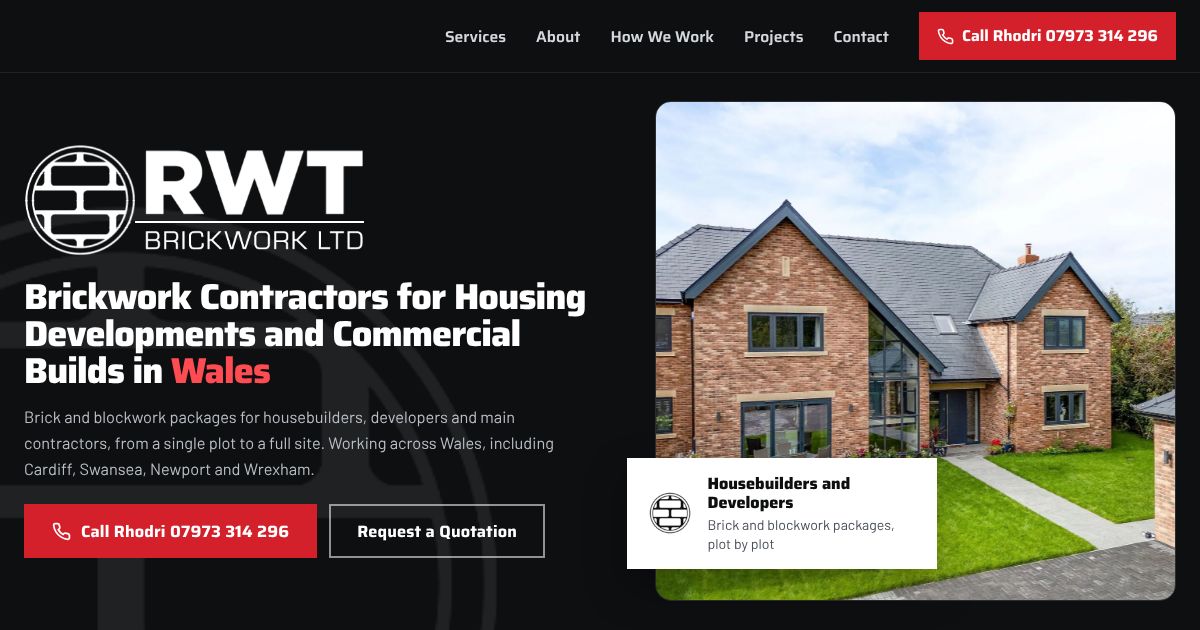 Services About How We Work Projects Contact Call Rhodri 07973 314 296
RWT
BRICKWORK LTD
Brickwork Contractors for Housing
Developments and Commercial
Builds in Wales
Brick and blockwork packages for housebuilders, developers and main
contractors, from a single plot to a full site. Working across Wales, including
Cardiff, Swansea, Newport and Wrexham.
Call Rhodri 07973 314 296 Request a Quotation
Housebuilders and
Developers
Brick and blockwork packages,
plot by plot